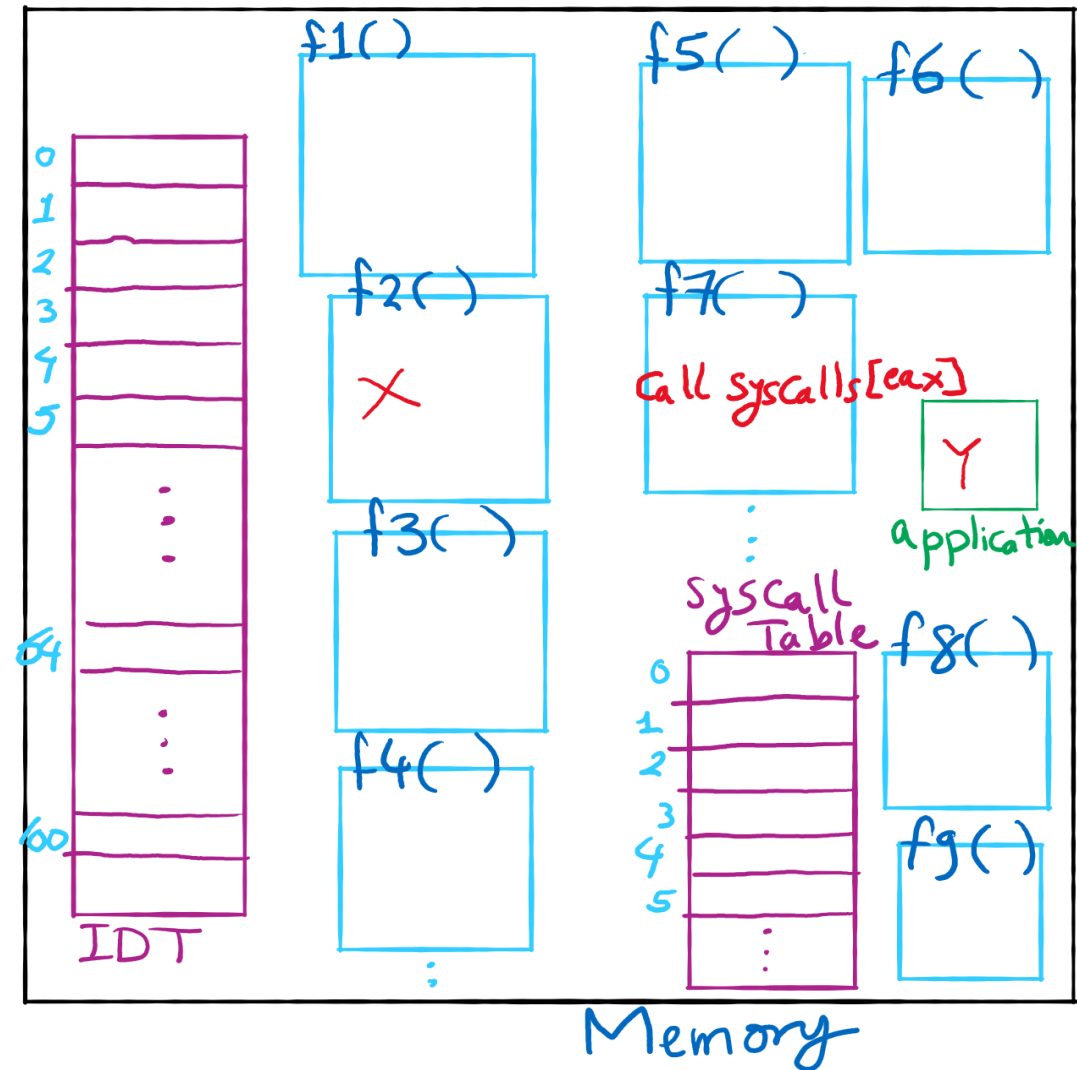 f1()
f5( )
f6( )
0
1
2
3
4
5
64
100
IDT
f2( )
X
f3( )
f4( )
f7( )
Call syscalls[eax]
Y
application
syscall
Table
0
1
2
3
4
5
f8( )
f9( )
Memory